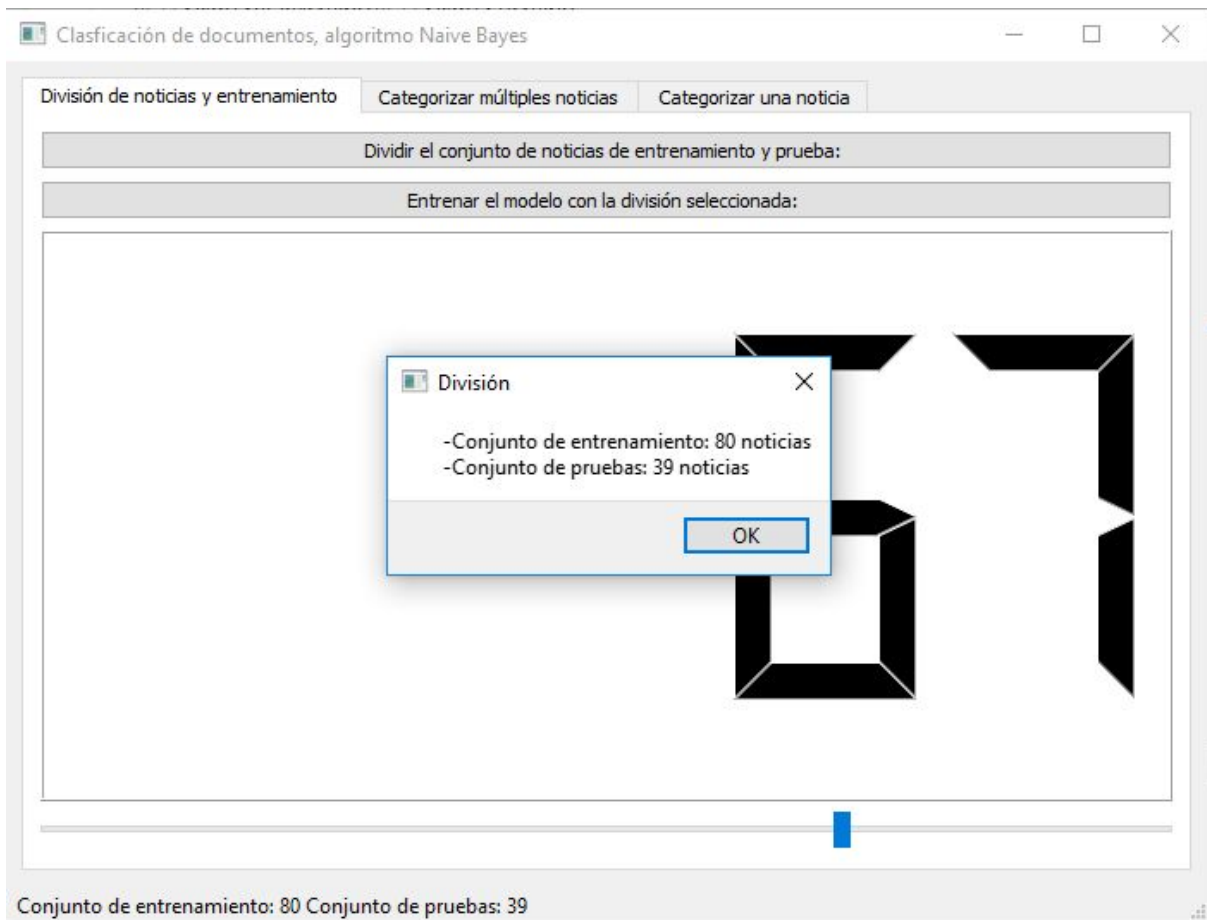 Clasficación de documentos, algoritmo Naive Bayes
División de noticias y entrenamiento Categorizar múltiples noticias Categorizar una noticia
Dividir el conjunto de noticias de entrenamiento y prueba:
Entrenar el modelo con la división seleccionada:
67
División
-Conjunto de entrenamiento: 80 noticias
-Conjunto de pruebas: 39 noticias
OK
Conjunto de entrenamiento: 80 Conjunto de pruebas: 39